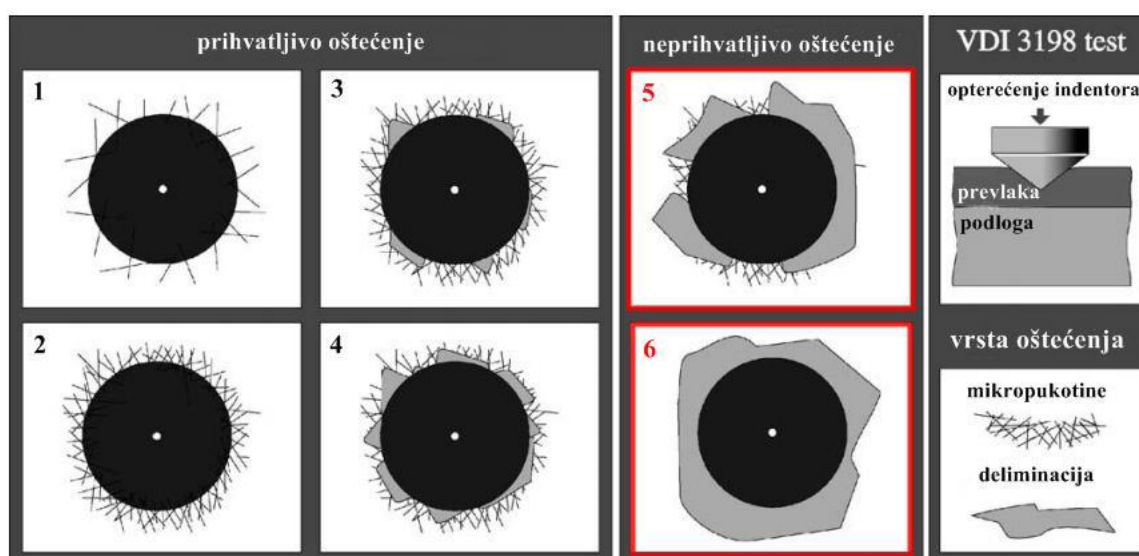 prihvatljivo oštećenje
1
3
2
4
neprihvatljivo oštećenje
5
6
VDI 3198 test
opterećenje indentora
prevlaka
podloga
vrsta oštećenja
mikropukotine
deliminacija